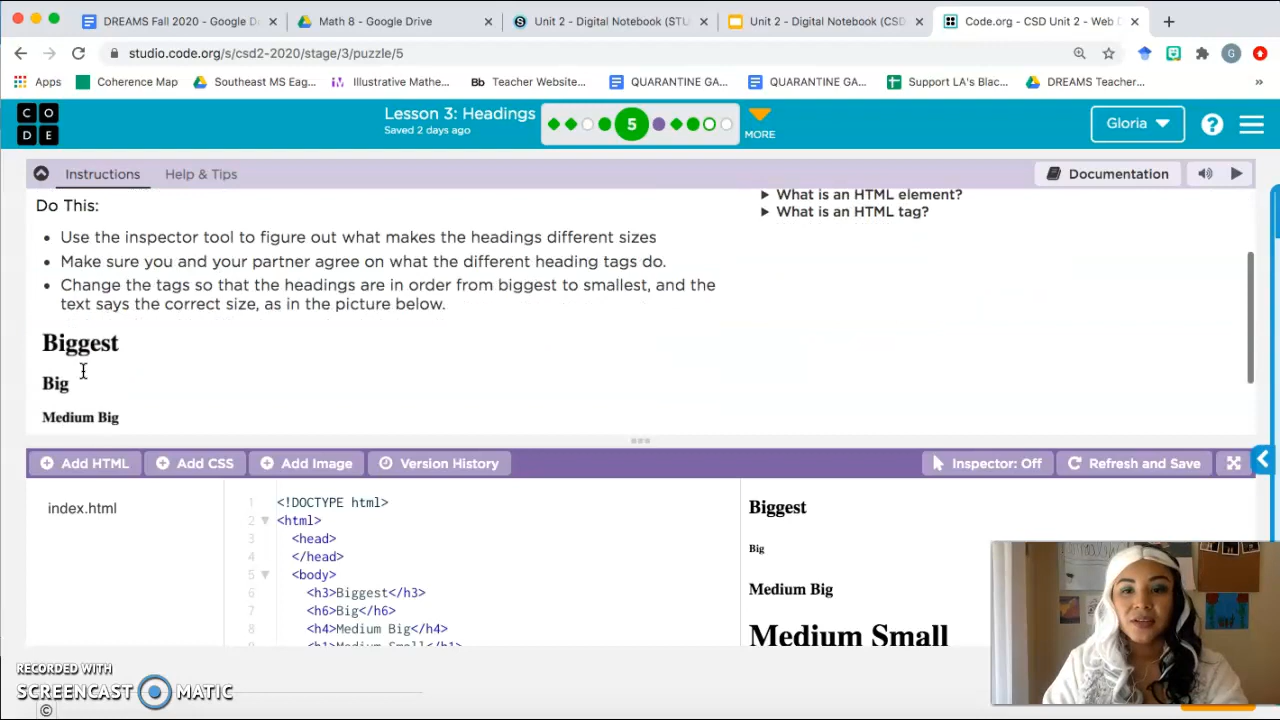 DREAMS Fall 2020 - Google D
Math 8 - Google Drive
Unit 2 - Digital Notebook (STU
Unit 2 - Digital Notebook (CSD
Code.org - CSD Unit 2 - Web D
studio.code.org/s/csd2-2020/stage/3/puzzle/5
G
Apps
Coherence Map
Southeast MS Eag...
Illustrative Mathe...
Bb Teacher Website...
QUARANTINE GA...
QUARANTINE GA...
Support LA's Blac...
DREAMS Teacher...
»
C O
D E
Lesson 3: Headings
Saved 2 days ago
5
MORE
Gloria
?
Instructions
Help & Tips
Documentation
Do This:
• Use the inspector tool to figure out what makes the headings different sizes
• Make sure you and your partner agree on what the different heading tags do.
• Change the tags so that the headings are in order from biggest to smallest, and the
text says the correct size, as in the picture below.
Biggest
Big
Medium Big
What is an HTML element?
What is an HTML tag?
Add HTML
Add CSS
Add Image
Version History
Inspector: Off
Refresh and Save
index.html
1 <!DOCTYPE html>
2 <html>
3 <head>
4 </head>
5 <body>
6 <h3>Biggest</h3>
7 <h6>Big</h6>
8 <h4>Medium Big</h4>
9 <h1>Medium Small</h1>
Biggest
Big
Medium Big
Medium Small
RECORDED WITH
SCREENCAST MATIC
©